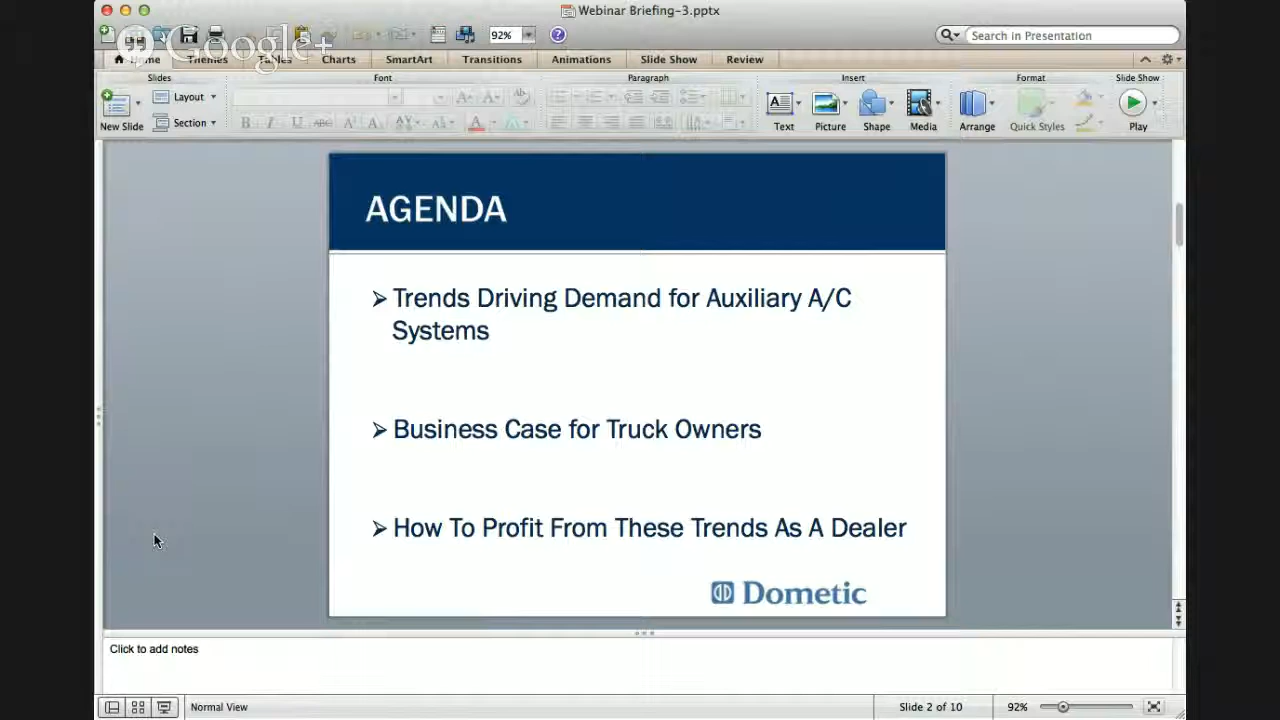 Webinar Briefing-3.pptx
Google+
92%
Search in Presentation
Home
Themes
Tables
Charts
SmartArt
Transitions
Animations
Slide Show
Review
Slides
Font
Paragraph
Insert
Format
Slide Show
New Slide
Layout
Section
B I U ABC
Text
Picture
Shape
Media
Arrange
Quick Styles
Play
AGENDA
➢ Trends Driving Demand for Auxiliary A/C
Systems
➢ Business Case for Truck Owners
➢ How To Profit From These Trends As A Dealer
Dometic
Click to add notes
Normal View
Slide 2 of 10
92%